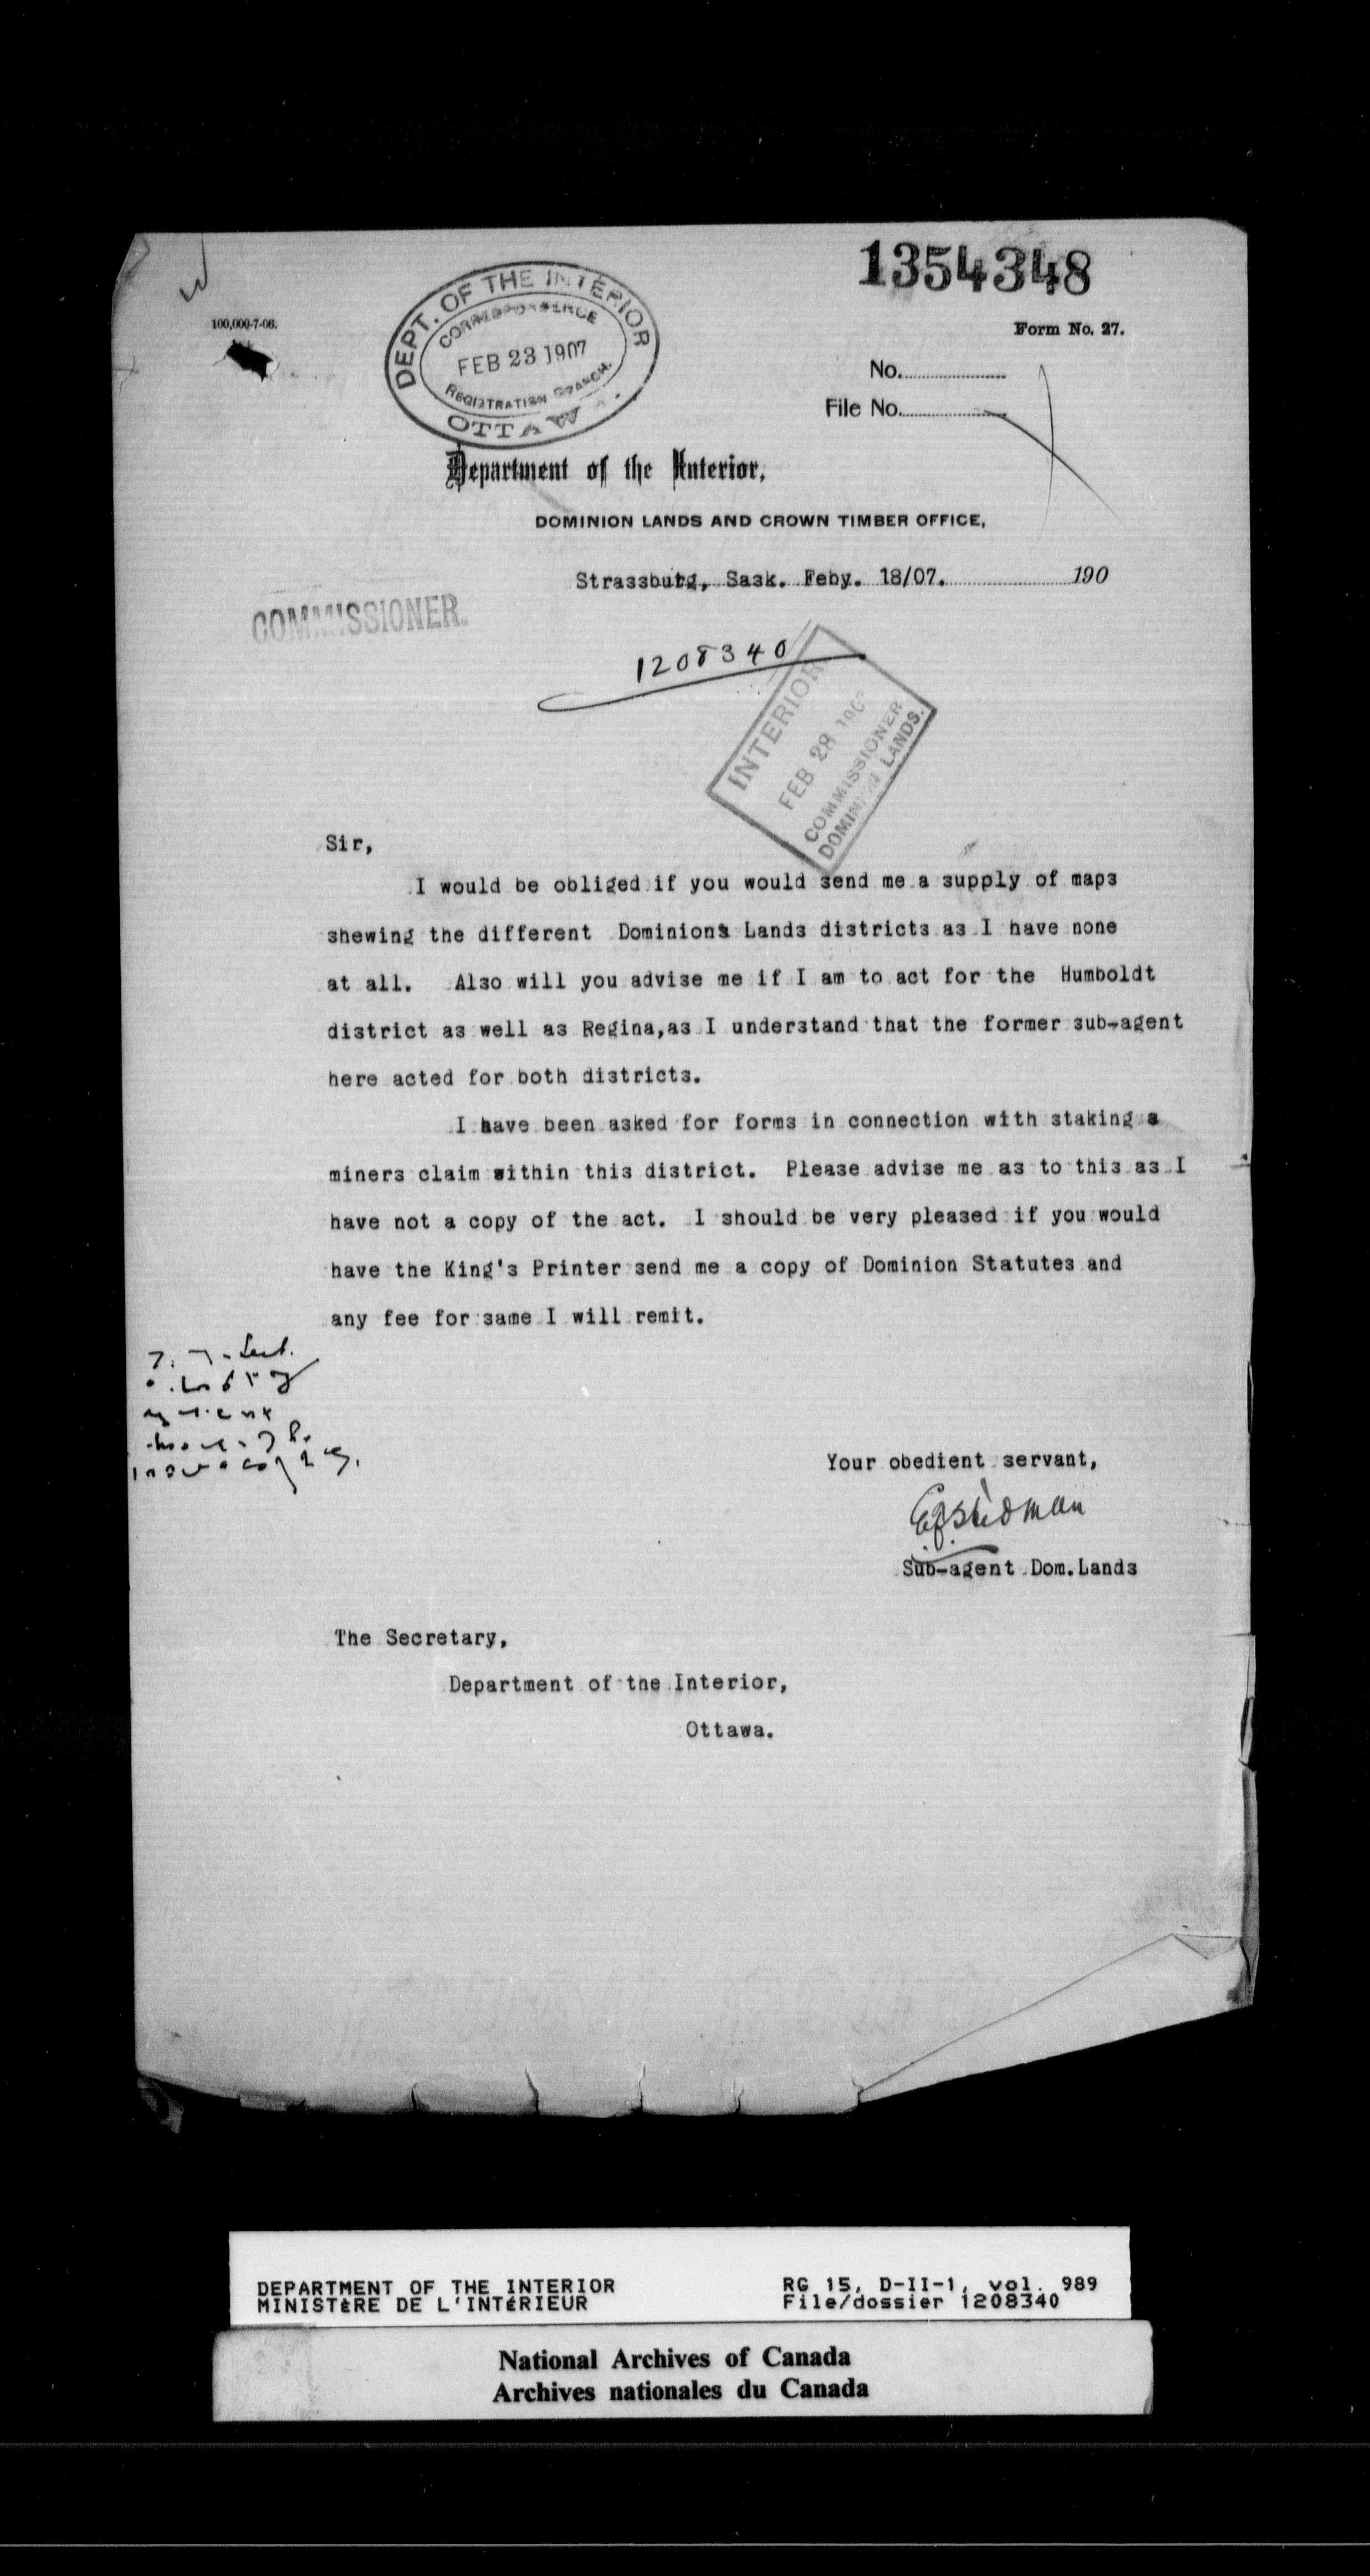 1354348
100,000-7-06.
Form No. 27.
DEPT. OF THE INTERIOR
CORRESPONDENCE
FEB 23 1907
REGISTRATION BRANCH.
OTTAWA.
No.
File No.
Department of the Interior,
DOMINION LANDS AND CROWN TIMBER OFFICE,
Strassburg, Sask. Feby. 18/07. 190
COMMISSIONER.
1208340
INTERIOR
FEB 28 190
COMMISSIONER
DOMINION LANDS.
Sir,
I would be obliged if you would send me a supply of maps
shewing the different Dominions Lands districts as I have none
at all. Also will you advise me if I am to act for the Humboldt
district as well as Regina,as I understand that the former sub-agent
here acted for both districts.
I have been asked for forms in connection with staking a
miners claim within this district. Please advise me as to this as I
have not a copy of the act. I should be very pleased if you would
have the King's Printer send me a copy of Dominion Statutes and
any fee for same I will remit.
Your obedient servant,
Sub-agent Dom.Lands
The Secretary,
Department of the Interior,
Ottawa.
DEPARTMENT OF THE INTERIOR
MINISTÈRE DE L'INTÉRIEUR
RG 15, D-II-1, vol. 989
File/dossier 1208340
National Archives of Canada
Archives nationales du Canada